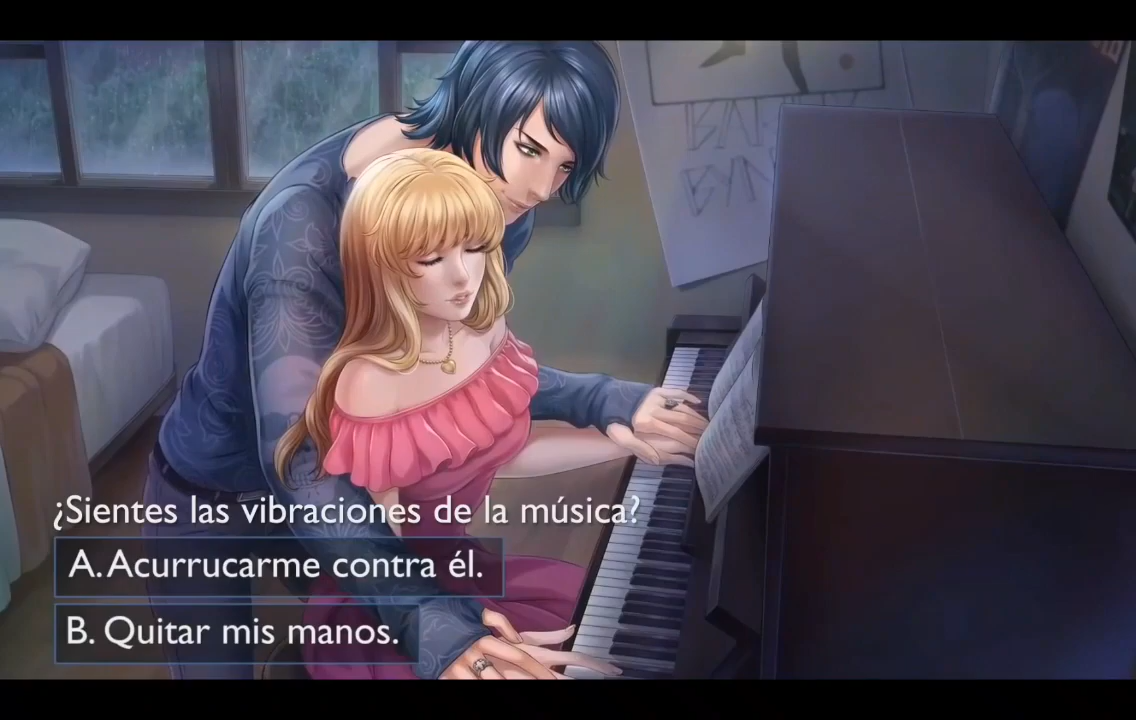 ¿Sientes las vibraciones de la música?
A. Acurrucarme contra él.
B. Quitar mis manos.